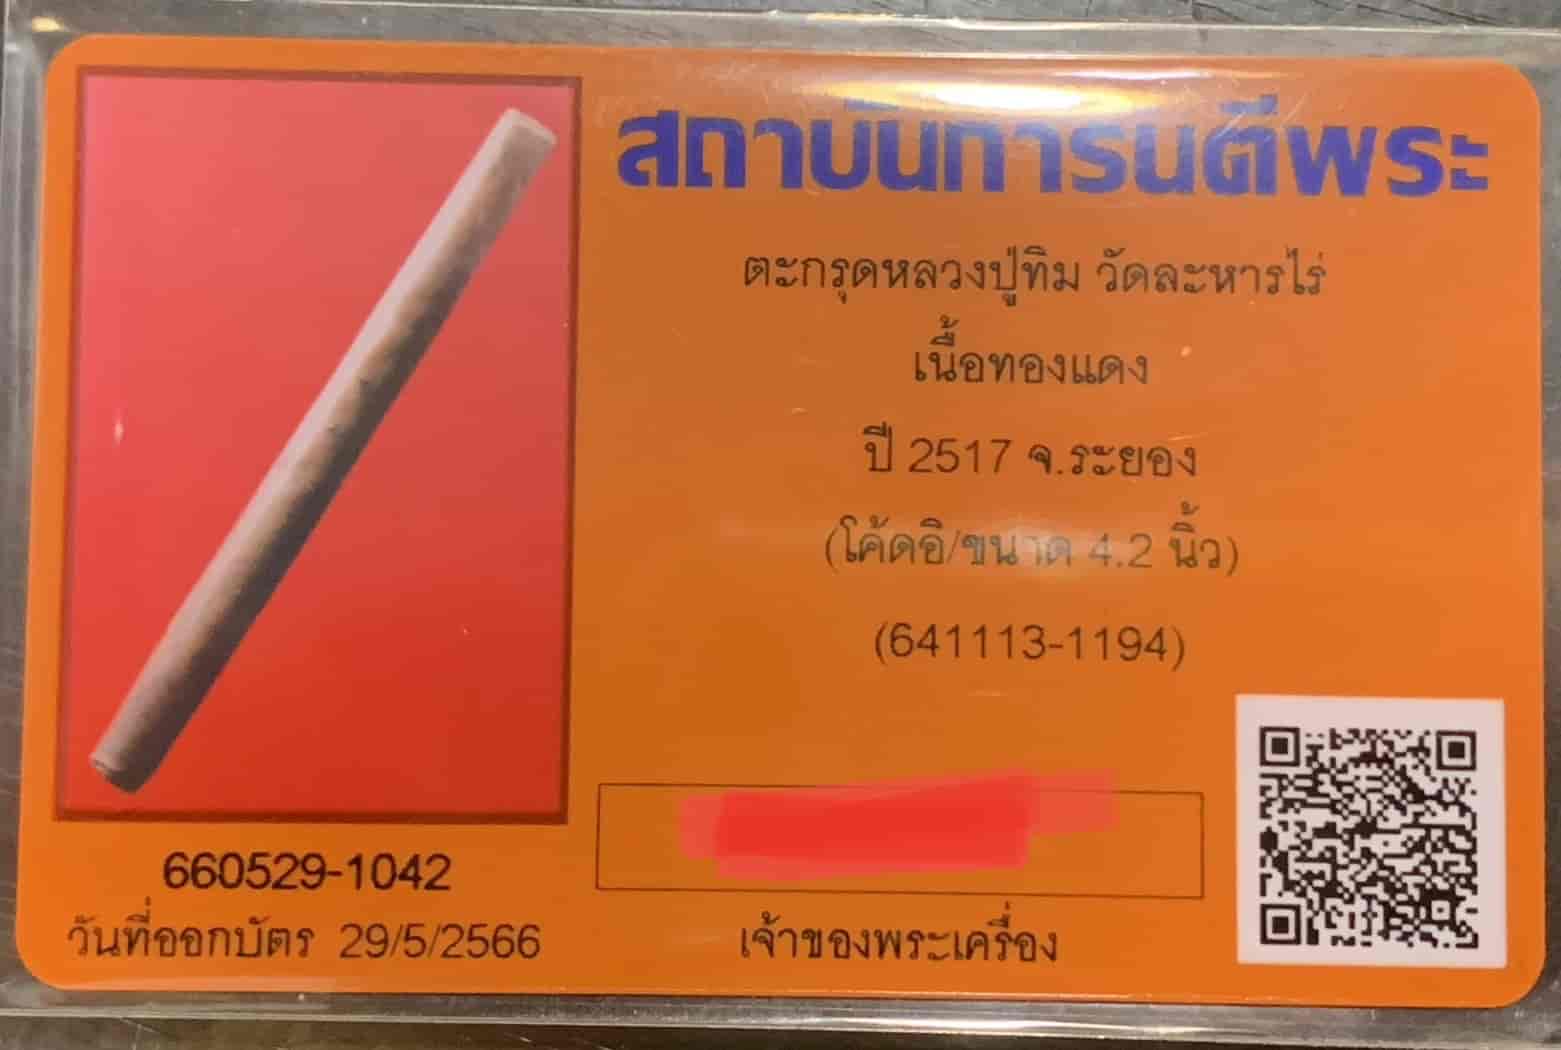 สถาบันการันตีพระ
ตะกรุดหลวงปู่ทิม วัดละหารไร่
เนื้อทองแดง
ปี 2517 จ.ระยอง
(โค้ดอิ/ขนาด 4.2 นิ้ว)
(641113-1194)
660529-1042
วันที่ออกบัตร 29/5/2566
เจ้าของพระเครื่อง